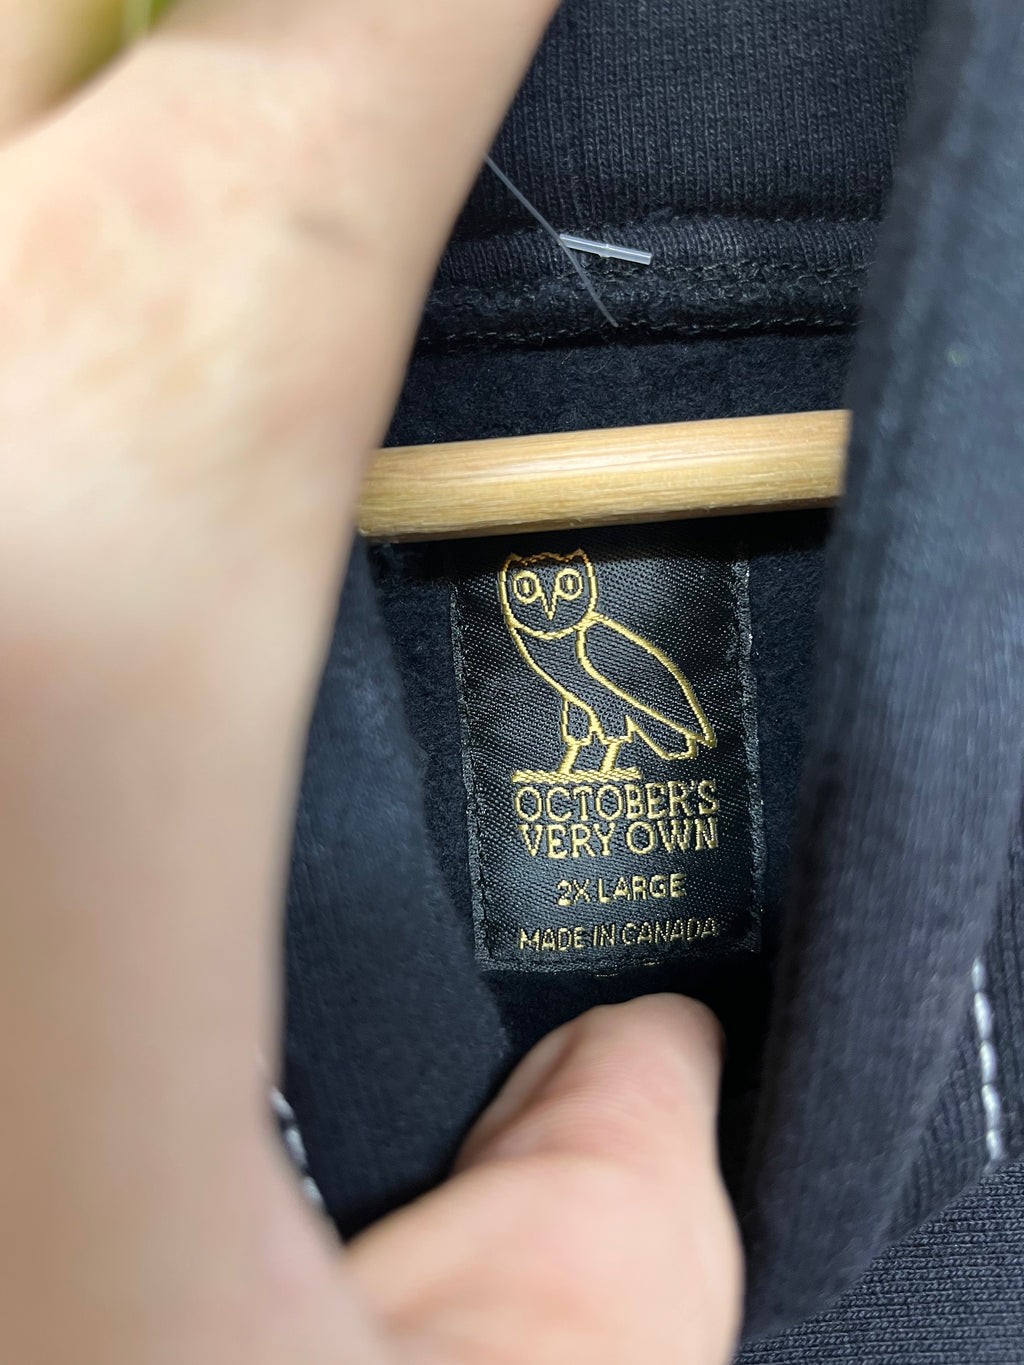 OCTOBER'S
VERY OWN
2X LARGE
MADE IN CANADA